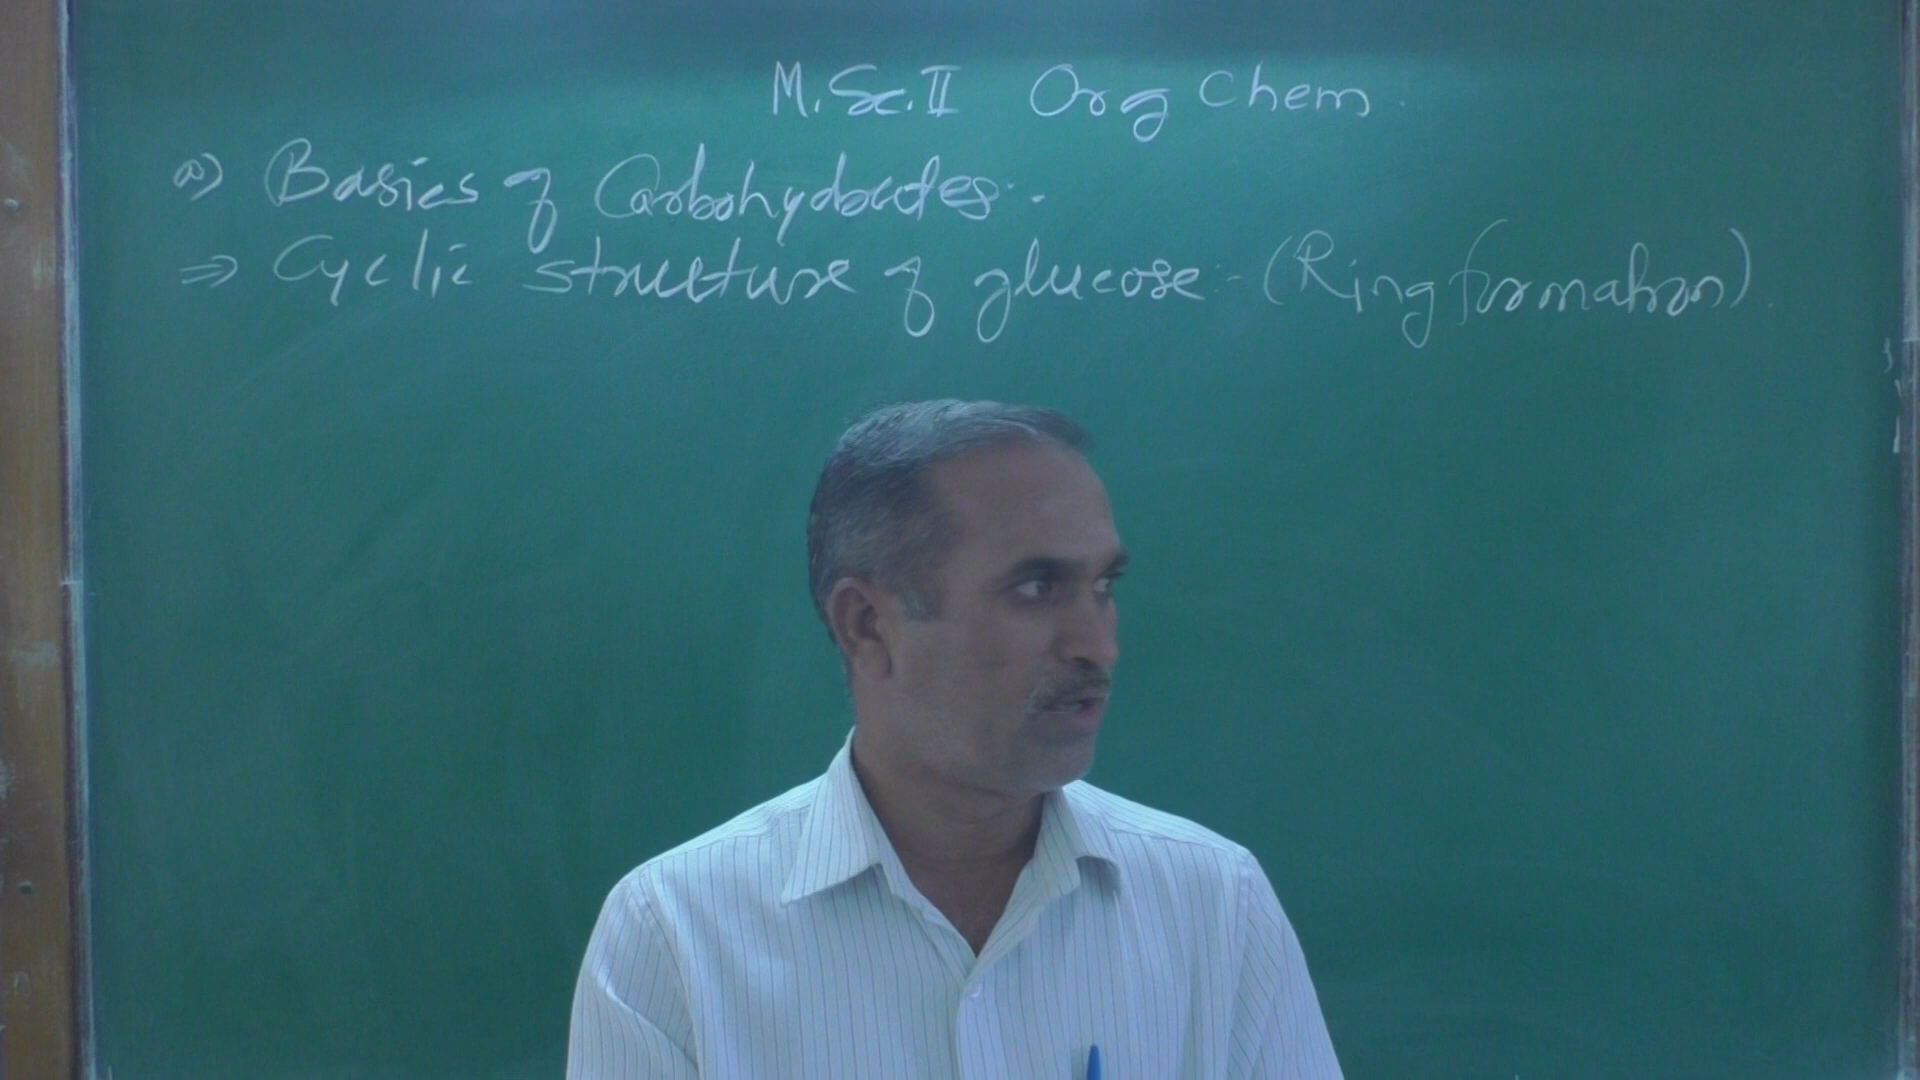 M.Sc.II Org Chem.
a) Basics of Carbohydrates:-
⇒ Cyclic structure of glucose:- (Ring formation).